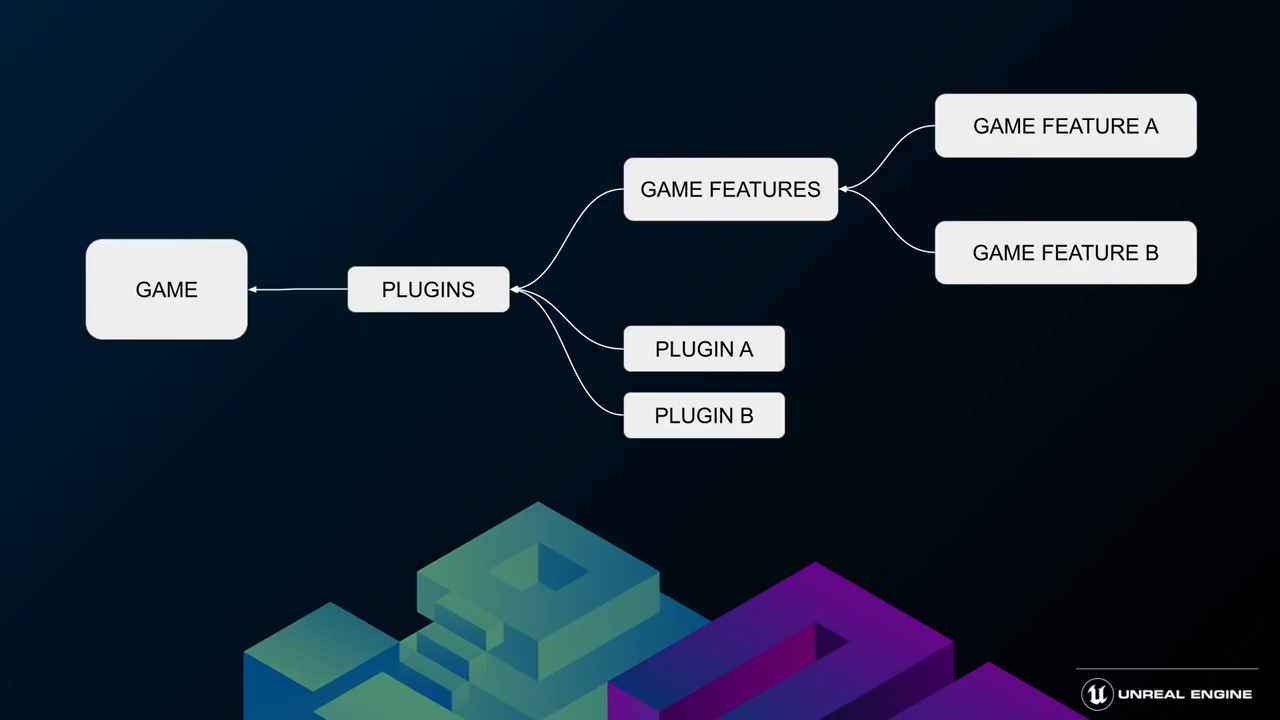 GAME
PLUGINS
GAME FEATURES
PLUGIN A
PLUGIN B
GAME FEATURE A
GAME FEATURE B
UNREAL ENGINE